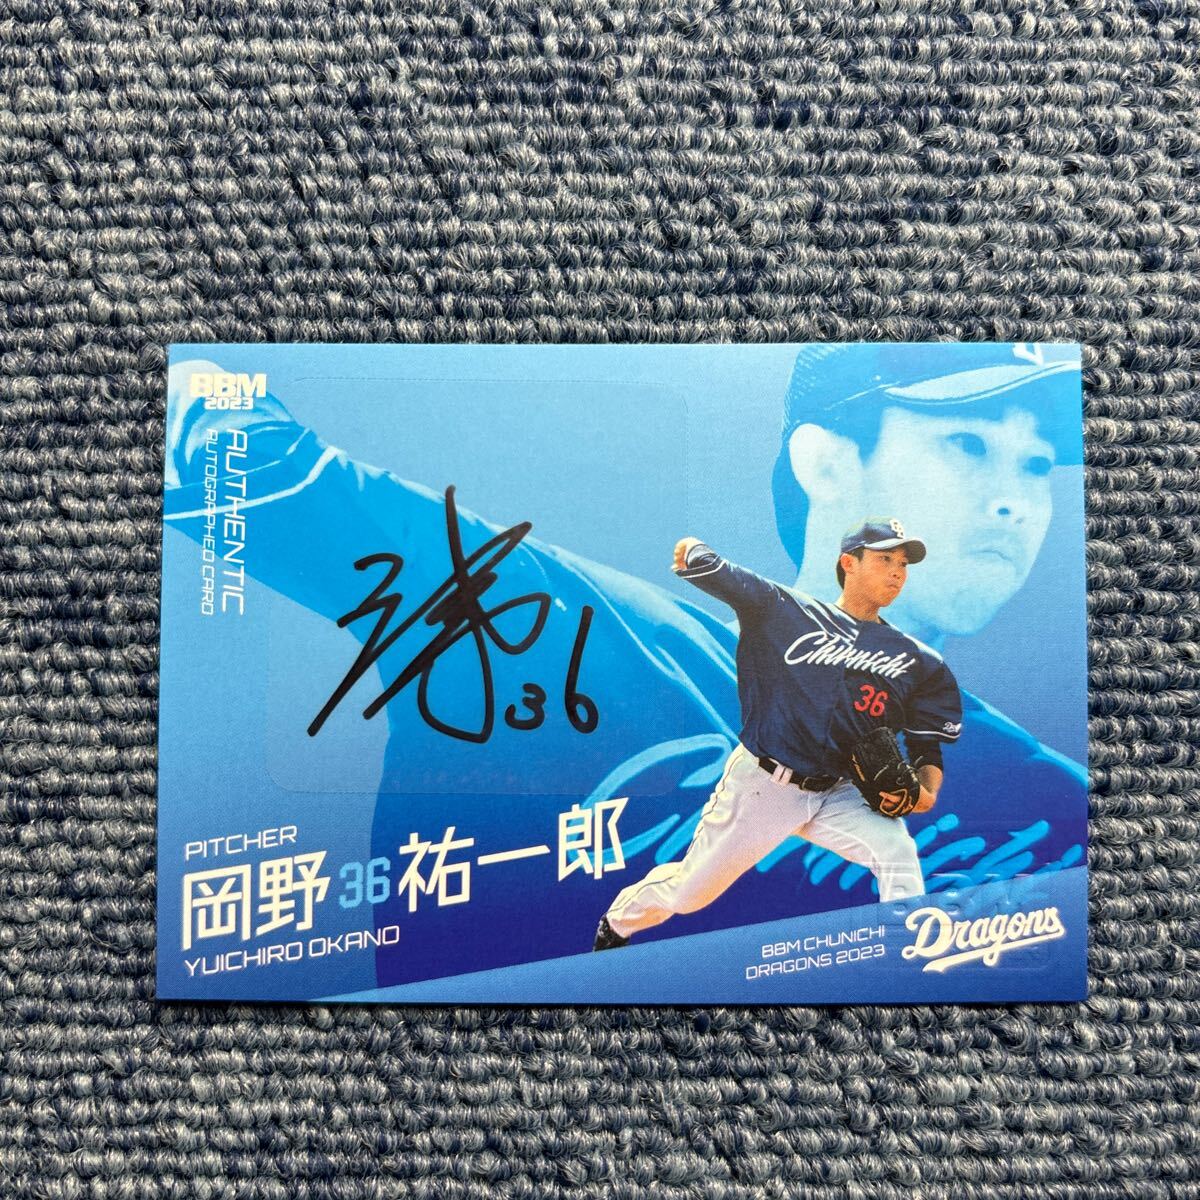 BBM
2023
AUTHENTIC
AUTOGRAPHED CARD
Chunichi
36
36
PITCHER
岡野 36 祐一郎
YUICHIRO OKANO
BBM CHUNICHI
DRAGONS 2023
Dragons